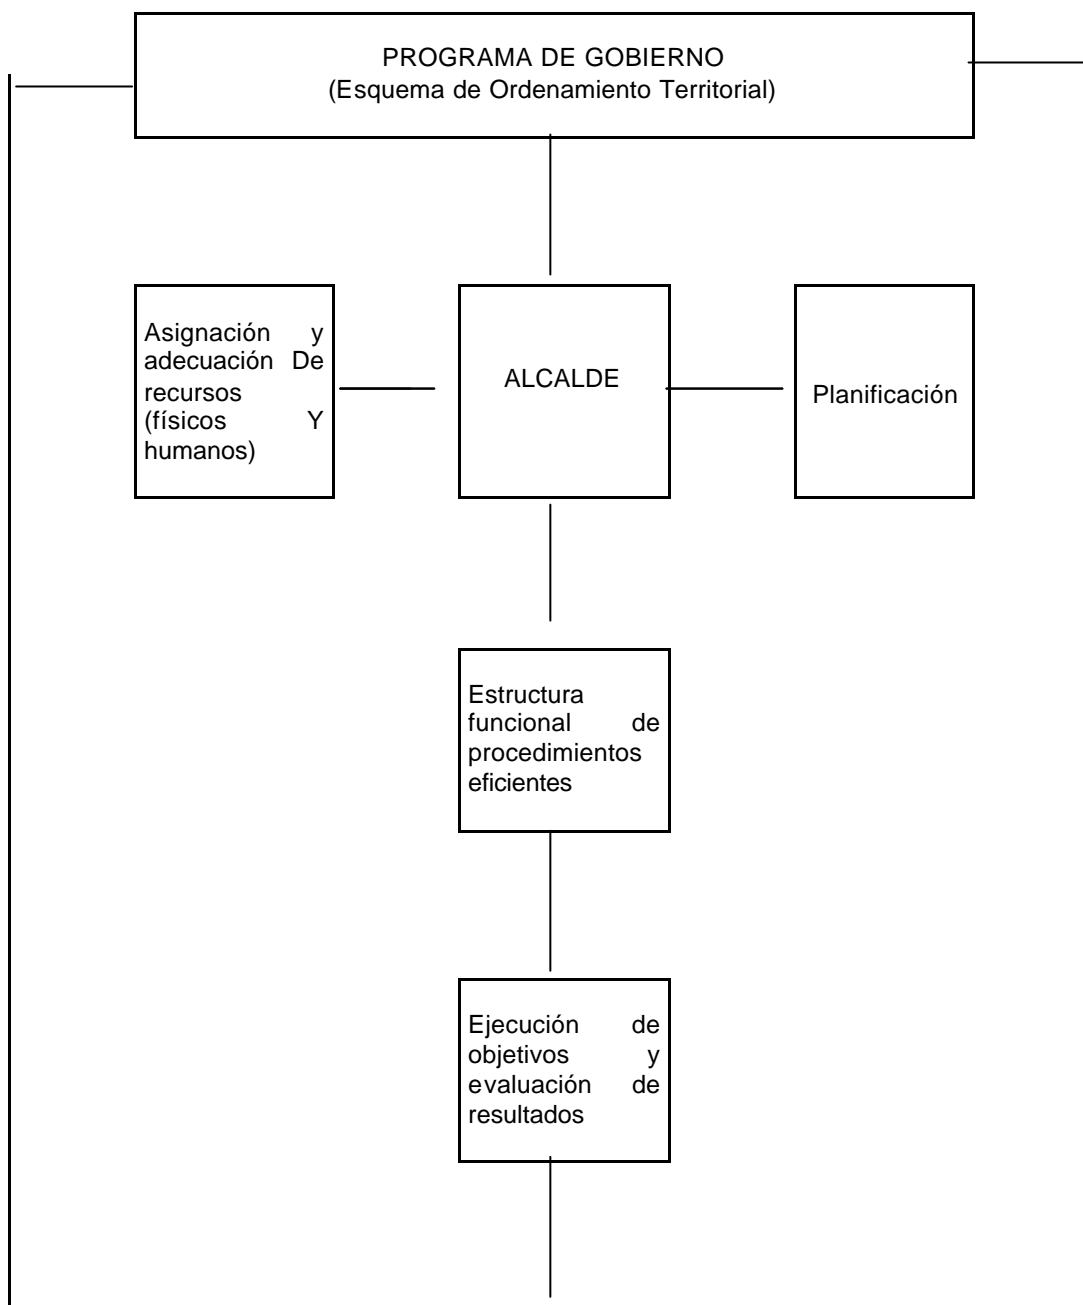 PROGRAMA DE GOBIERNO
(Esquema de Ordenamiento Territorial)
Asignación y
adecuación De
recursos
(físicos Y
humanos)
ALCALDE
Planificación
Estructura
funcional de
procedimientos
eficientes
Ejecución de
objetivos y
evaluación de
resultados